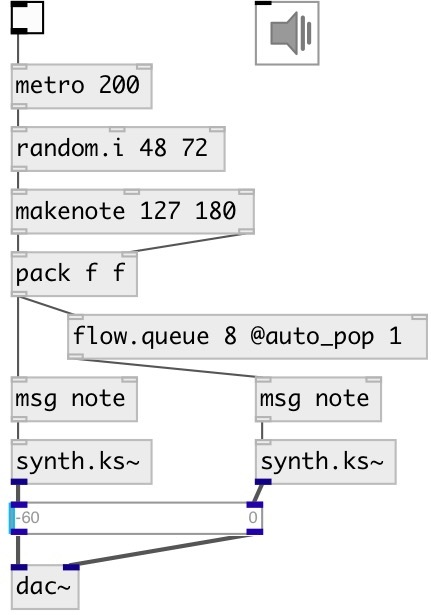 metro 200
random.i 48 72
makenote 127 180
pack f f
flow.queue 8 @auto_pop 1
msg note
msg note
synth.ks~
synth.ks~
-60
0
dac~